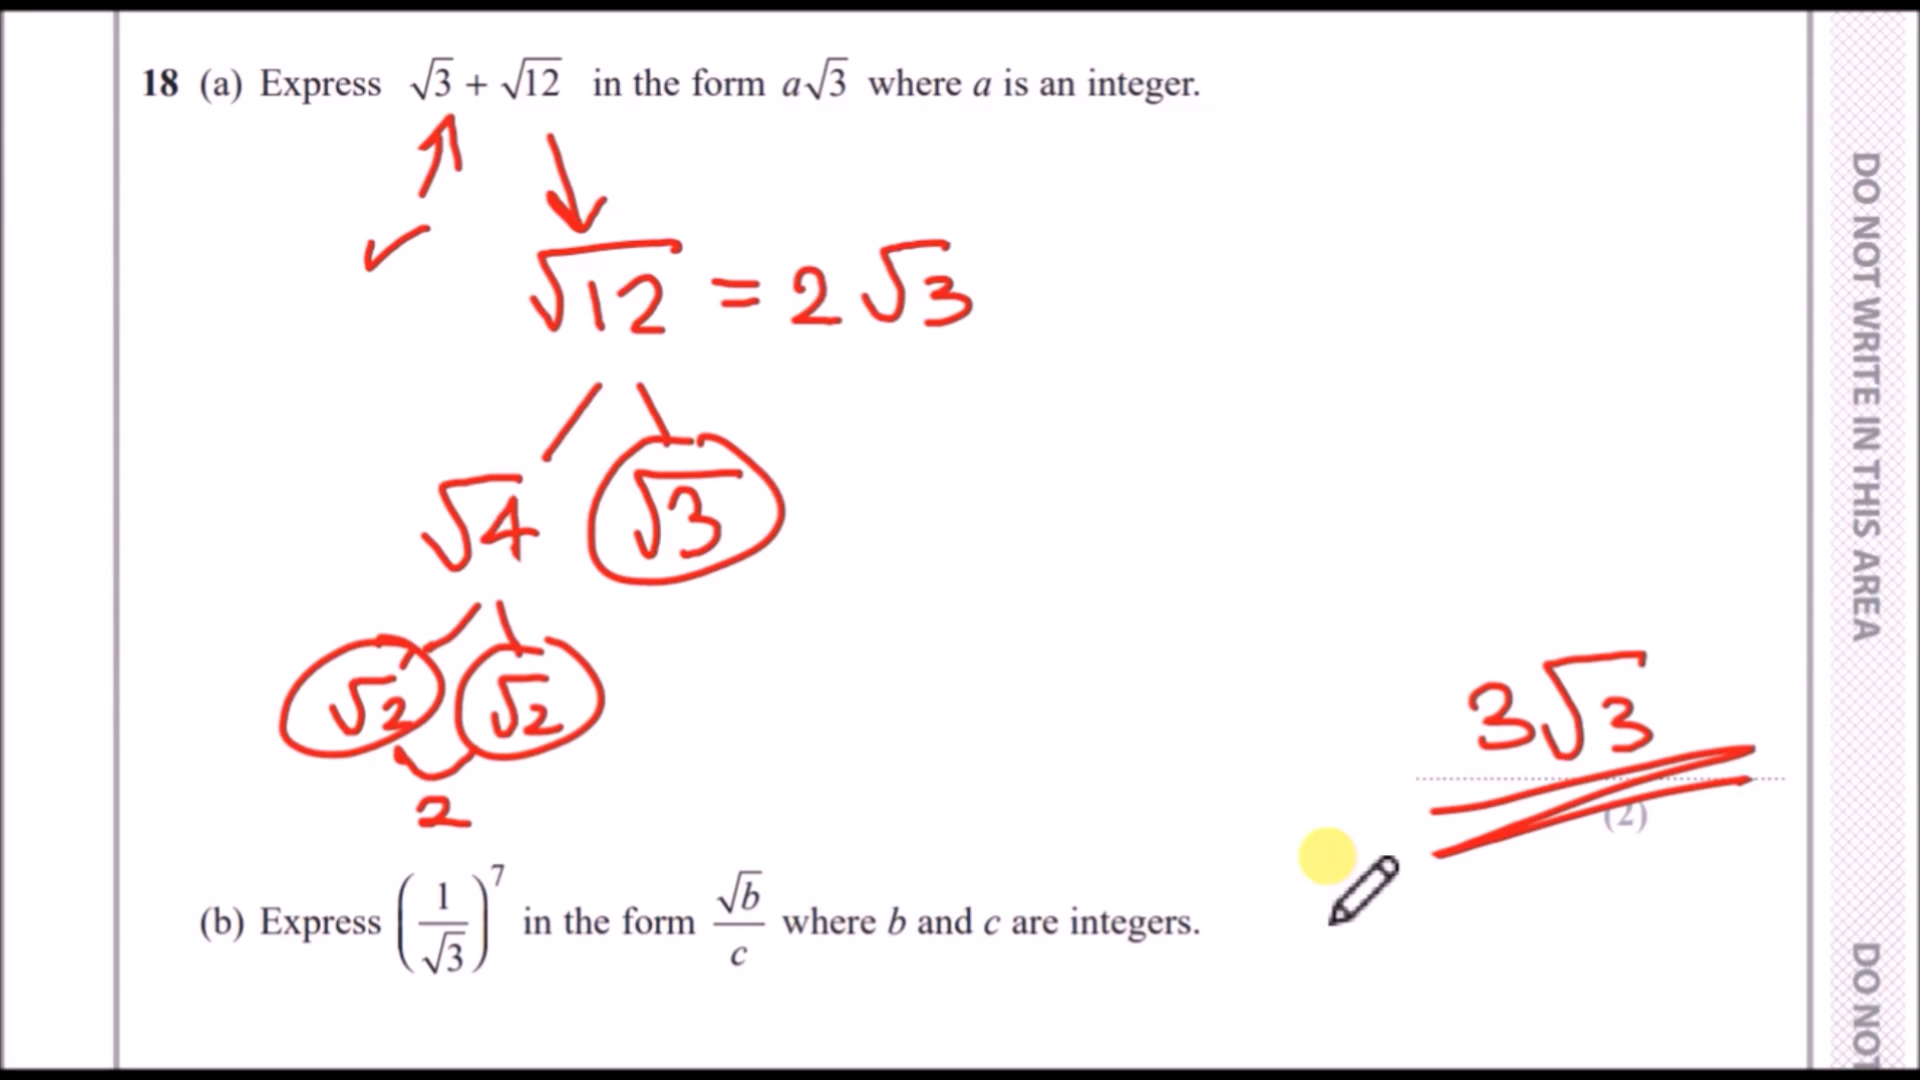 18 (a) Express √3 + √12 in the form a√3 where a is an integer.
√12 = 2√3
√4 √3
√2 √2
2
3√3
(2)
(b) Express (1/√3)^7 in the form √b/c where b and c are integers.
DO NOT WRITE IN THIS AREA
DO NOT